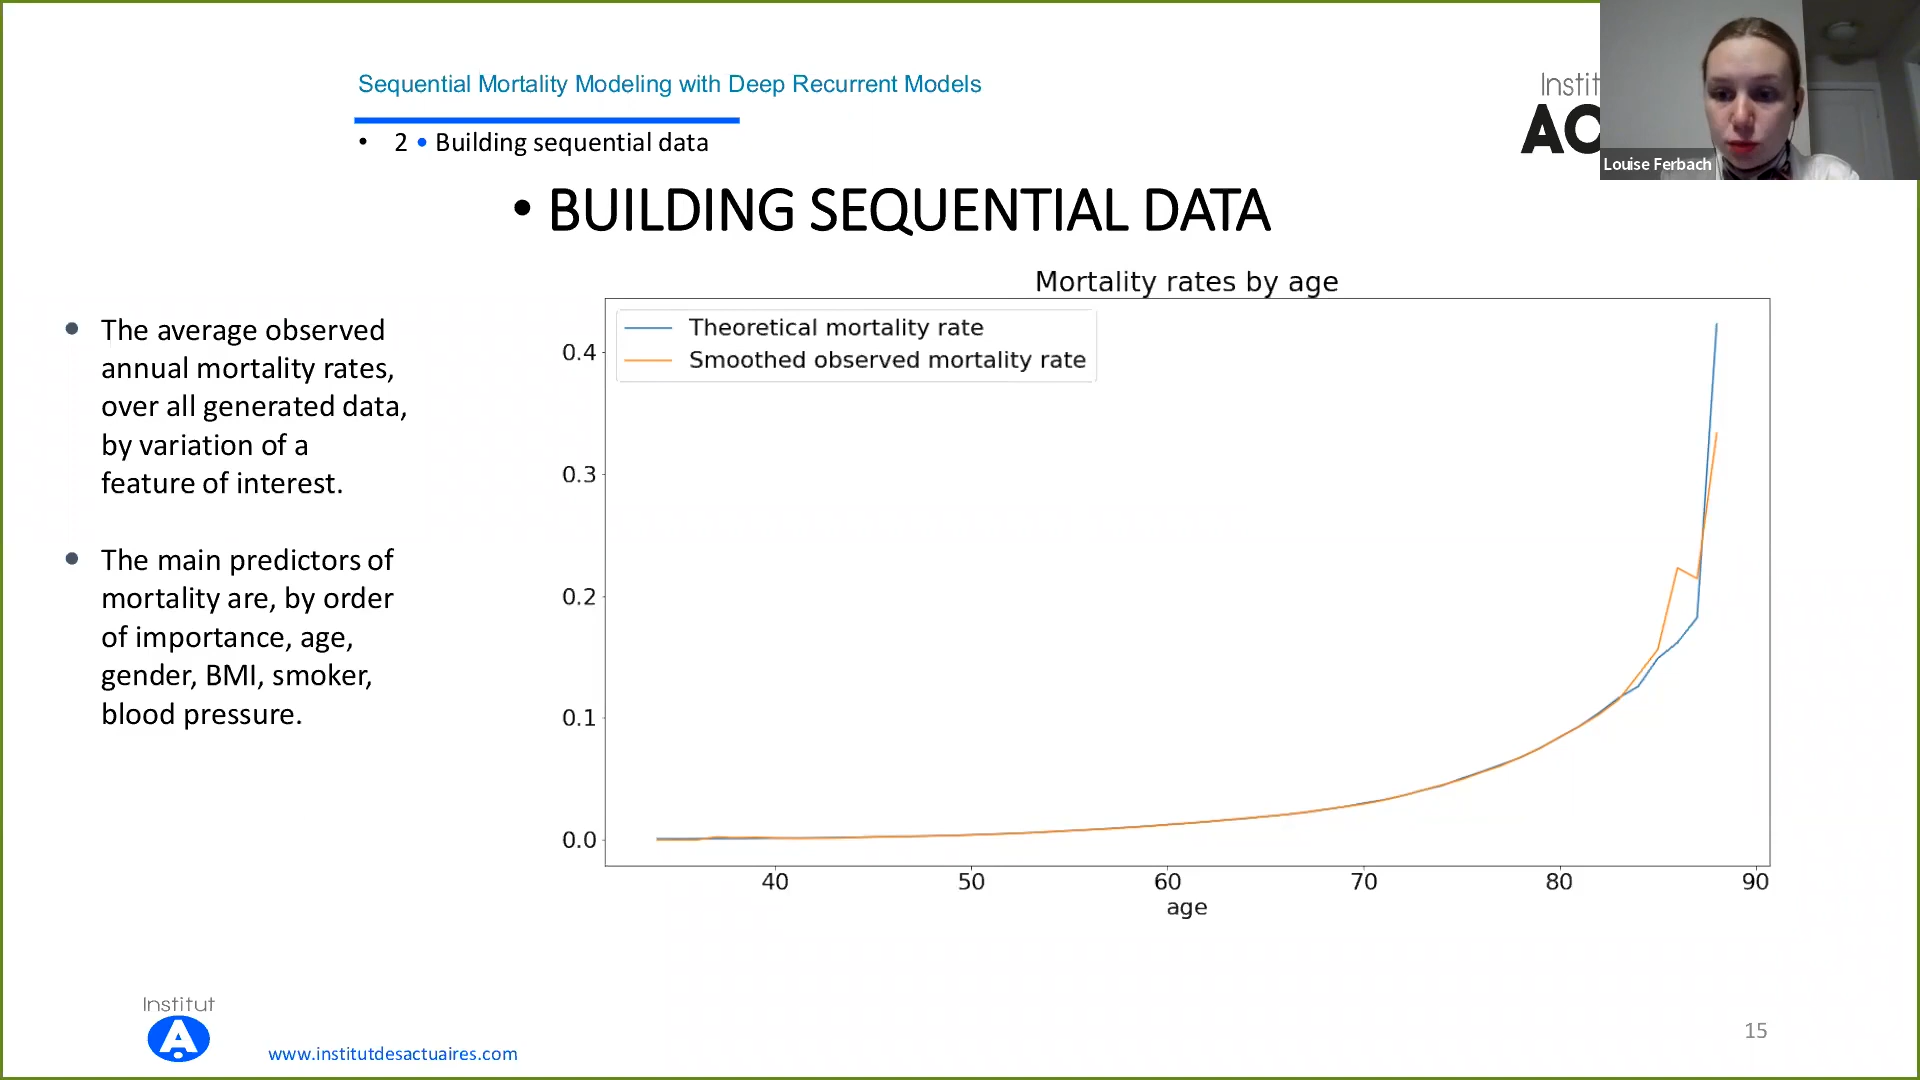 Sequential Mortality Modeling with Deep Recurrent Models
Instit
AC
Louise Ferbach
• 2 • Building sequential data
• BUILDING SEQUENTIAL DATA
• The average observed
annual mortality rates,
over all generated data,
by variation of a
feature of interest.
• The main predictors of
mortality are, by order
of importance, age,
gender, BMI, smoker,
blood pressure.
Mortality rates by age
Theoretical mortality rate
Smoothed observed mortality rate
0.4
0.3
0.2
0.1
0.0
40 50 60 70 80 90
age
Institut
A
www.institutdesactuaires.com
15